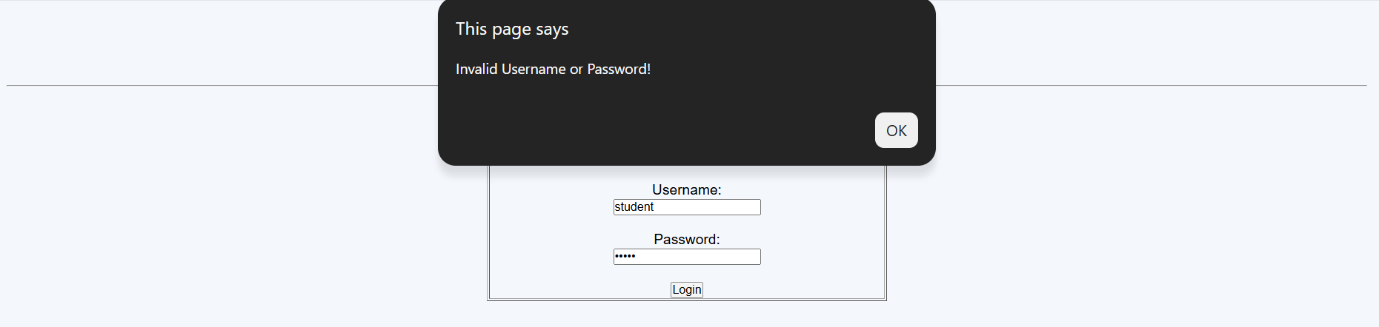 This page says
Invalid Username or Password!
OK
Username:
student
Password:
•••••
Login